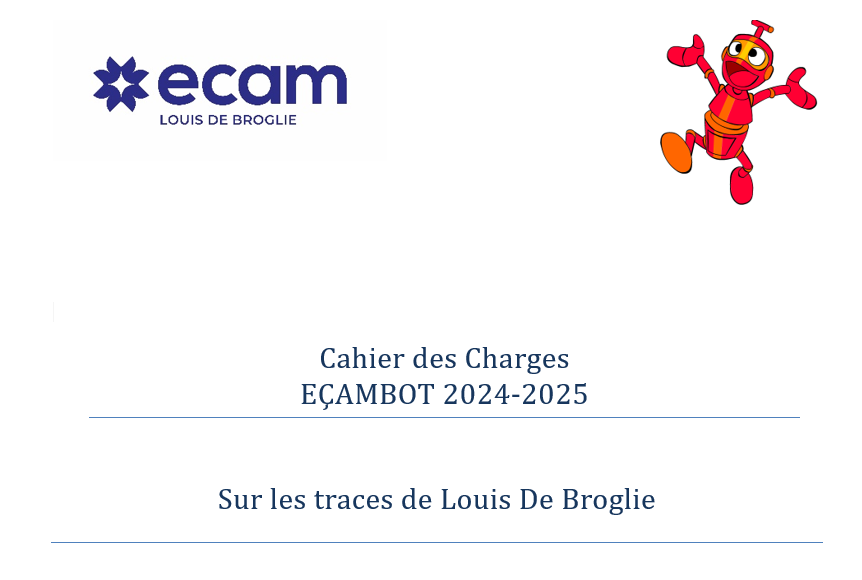 ecam
LOUIS DE BROGLIE
Cahier des Charges
EÇAMBOT 2024-2025
Sur les traces de Louis De Broglie